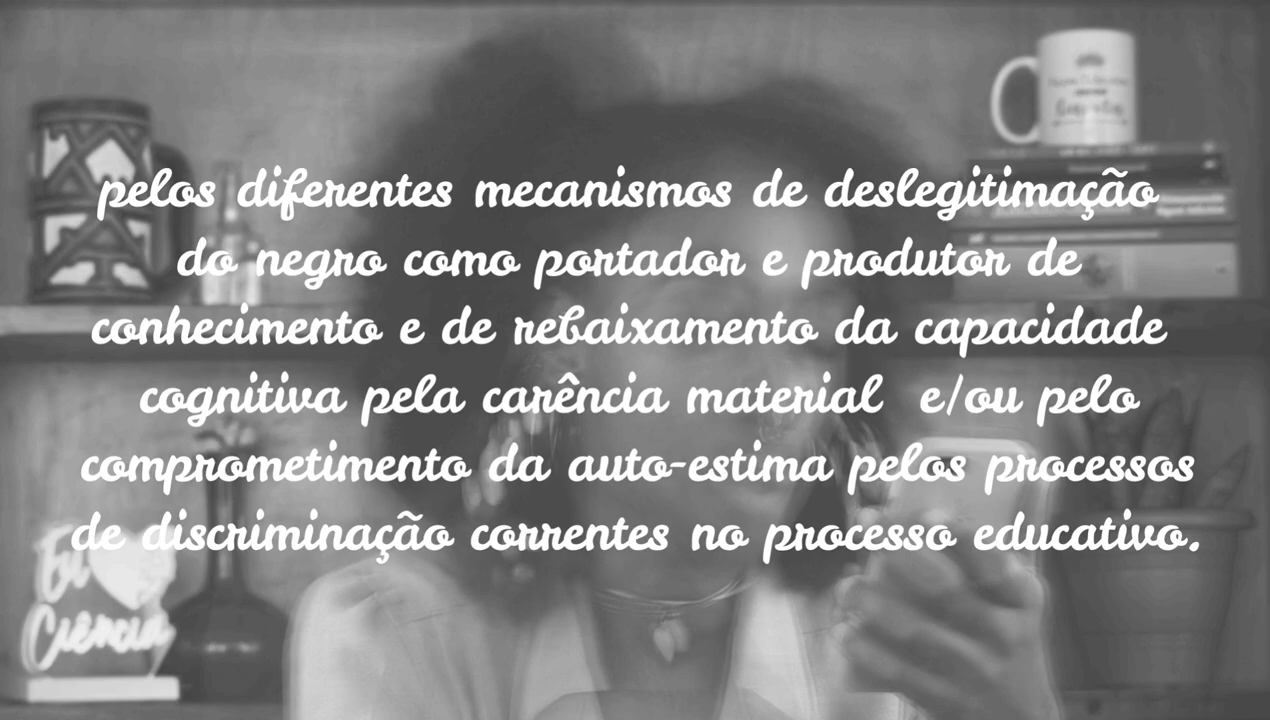 pelos diferentes mecanismos de deslegitimação
do negro como portador e produtor de
conhecimento e de rebaixamento da capacidade
cognitiva pela carência material e/ou pelo
comprometimento da auto-estima pelos processos
de discriminação correntes no processo educativo.
Eu
Ciência